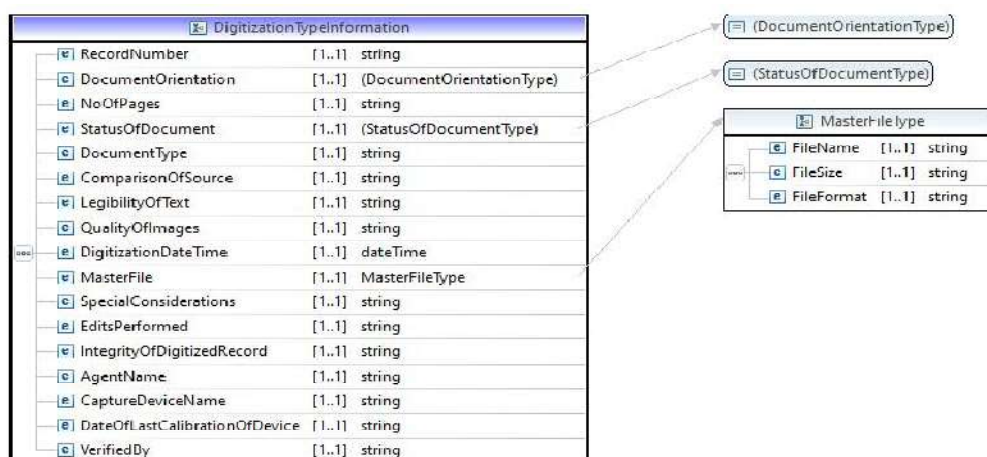 DigitizationTypeInformation
RecordNumber [1..1] string
DocumentOrientation [1..1] (DocumentOrientationType)
NoOfPages [1..1] string
StatusOfDocument [1..1] (StatusOfDocumentType)
DocumentType [1..1] string
ComparisonOfSource [1..1] string
LegibilityOfText [1..1] string
QualityOfImages [1..1] string
DigitizationDateTime [1..1] dateTime
MasterFile [1..1] MasterFileType
SpecialConsiderations [1..1] string
EditsPerformed [1..1] string
IntegrityOfDigitizedRecord [1..1] string
AgentName [1..1] string
CaptureDeviceName [1..1] string
DateOfLastCalibrationOfDevice [1..1] string
VerifiedBy [1..1] string
(DocumentOrientationType)
(StatusOfDocumentType)
MasterFileType
FileName [1..1] string
FileSize [1..1] string
FileFormat [1..1] string